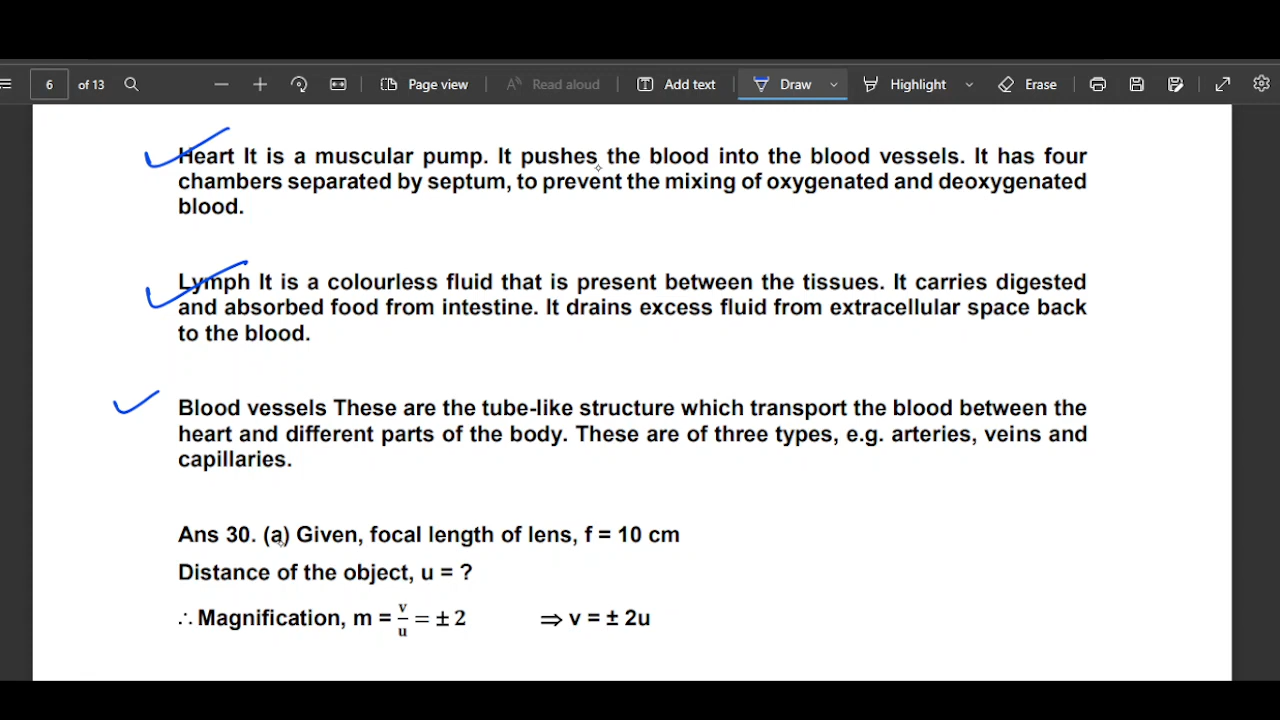 6 of 13 Page view Read aloud Add text Draw Highlight Erase
Heart It is a muscular pump. It pushes the blood into the blood vessels. It has four
chambers separated by septum, to prevent the mixing of oxygenated and deoxygenated
blood.
Lymph It is a colourless fluid that is present between the tissues. It carries digested
and absorbed food from intestine. It drains excess fluid from extracellular space back
to the blood.
Blood vessels These are the tube-like structure which transport the blood between the
heart and different parts of the body. These are of three types, e.g. arteries, veins and
capillaries.
Ans 30. (a) Given, focal length of lens, f = 10 cm
Distance of the object, u = ?
∴ Magnification, m = v/u = ± 2 ⇒ v = ± 2u